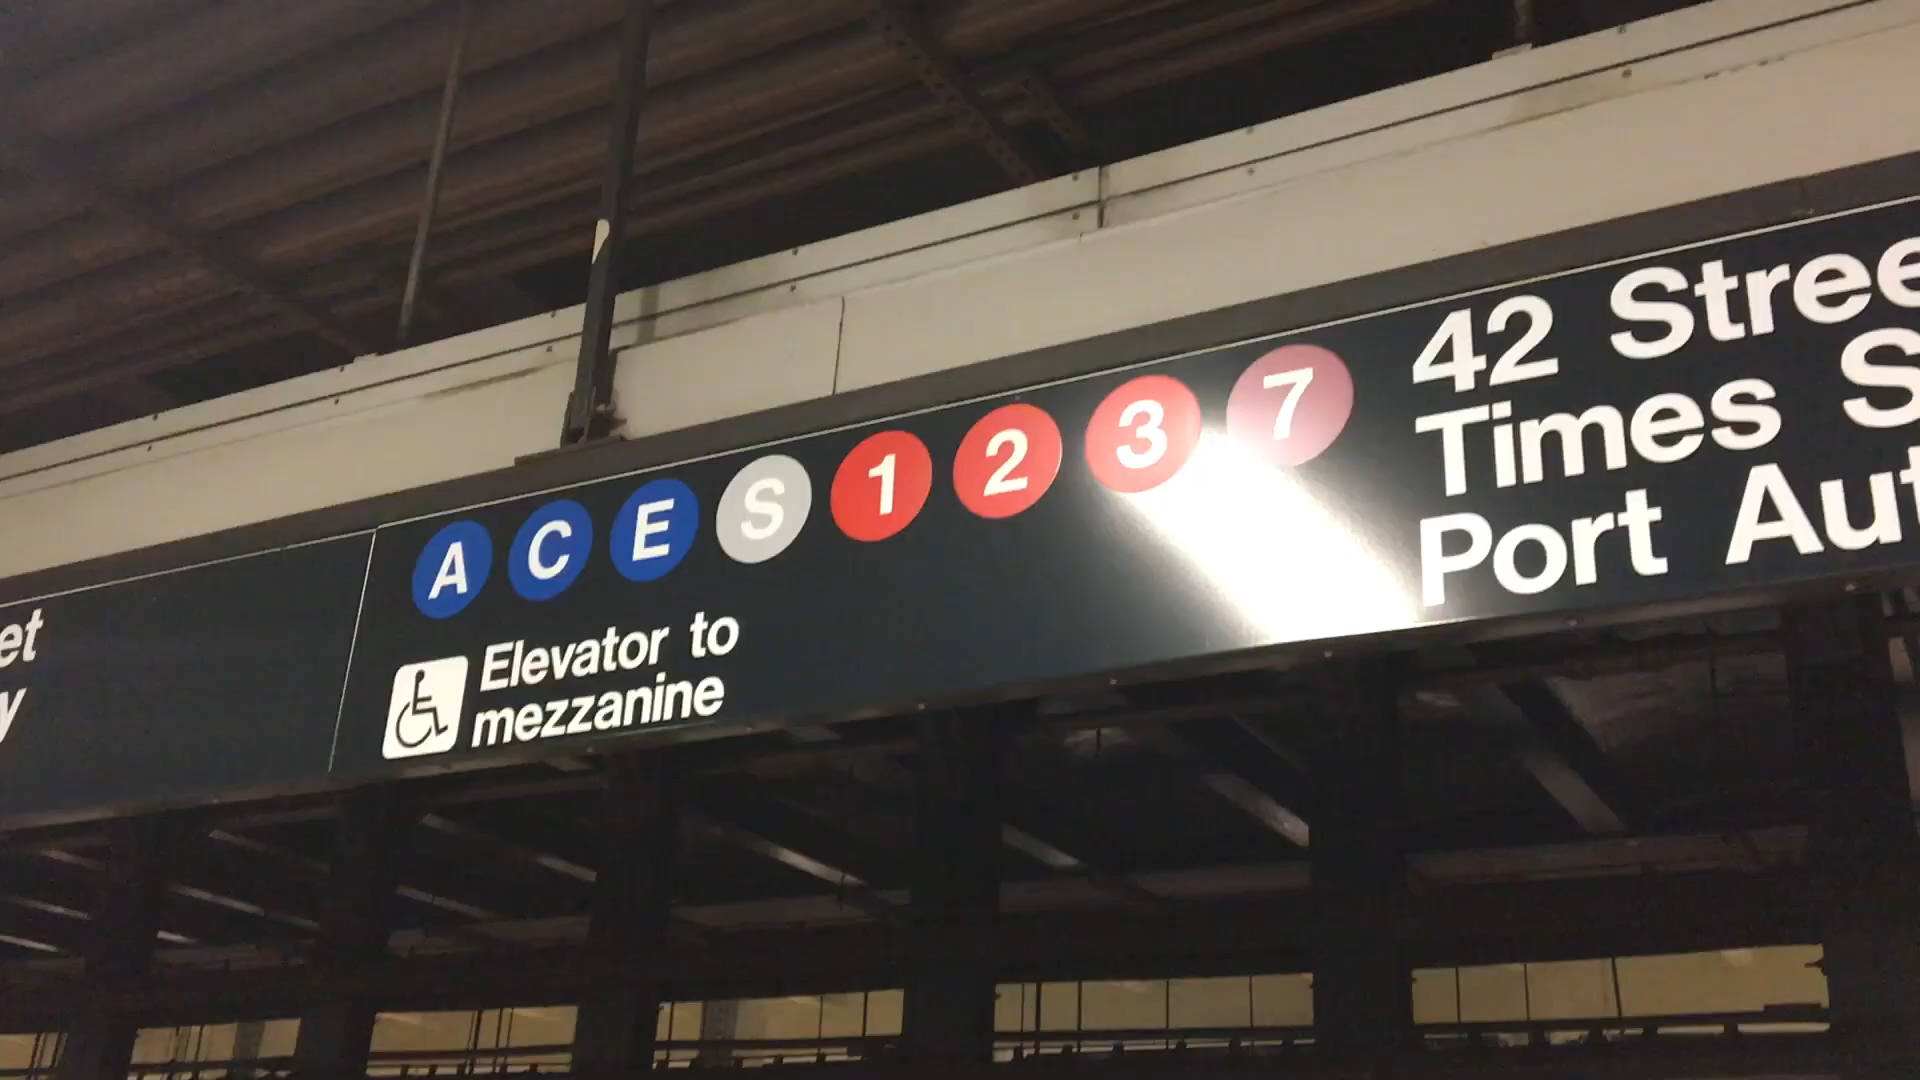 et
y
A C E S 1 2 3 7
Elevator to
mezzanine
42 Stree
Times S
Port Aut